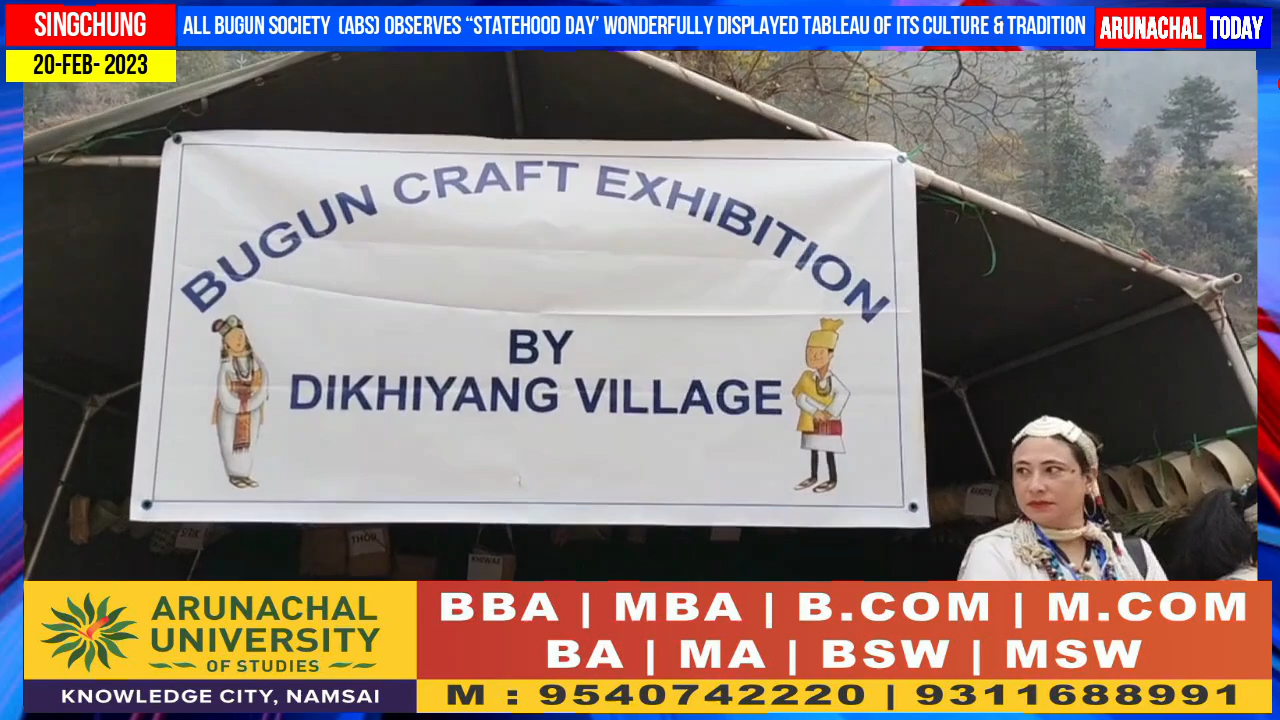 SINGCHUNG
ALL BUGUN SOCIETY (ABS) OBSERVES “STATEHOOD DAY’ WONDERFULLY DISPLAYED TABLEAU OF ITS CULTURE & TRADITION
ARUNACHAL TODAY
20-FEB- 2023
BUGUN CRAFT EXHIBITION
BY
DIKHIYANG VILLAGE
THOR
ARUNACHAL
UNIVERSITY
OF STUDIES
KNOWLEDGE CITY, NAMSAI
BBA | MBA | B.COM | M.COM
BA | MA | BSW | MSW
M : 9540742220 | 9311688991